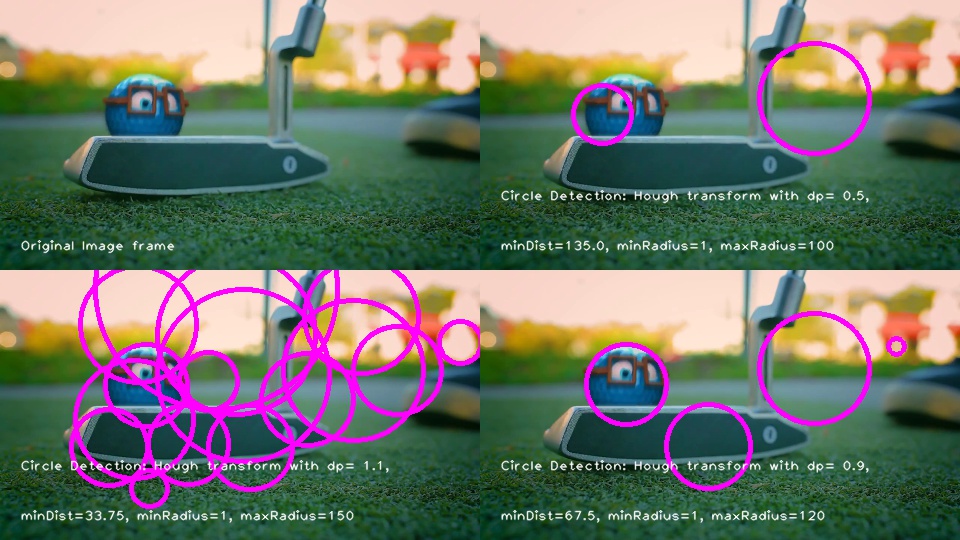 Original Image frame
Circle Detection: Hough transform with dp= 0.5,
minDist=135.0, minRadius=1, maxRadius=100
Circle Detection: Hough transform with dp= 1.1,
minDist=33.75, minRadius=1, maxRadius=150
Circle Detection: Hough transform with dp= 0.9,
minDist=67.5, minRadius=1, maxRadius=120